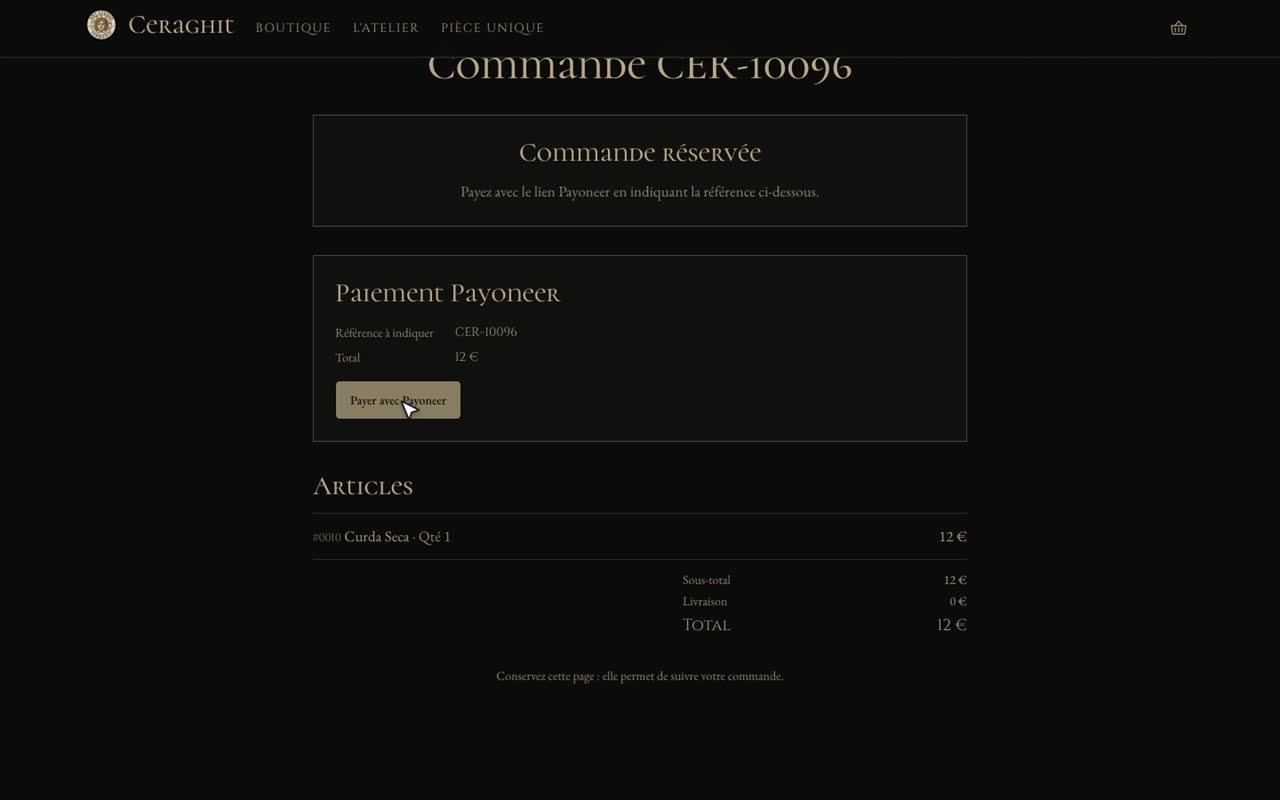 Ceraghit
BOUTIQUE
L'ATELIER
PIÈCE UNIQUE
Commande CER-10096
Commande réservée
Payez avec le lien Payoneer en indiquant la référence ci-dessous.
Paiement Payoneer
Référence à indiquer CER-10096
Total 12 €
Payer avec Payoneer
Articles
#0010 Curda Seca · Qté 1 12 €
Sous-total 12 €
Livraison 0 €
Total 12 €
Conservez cette page : elle permet de suivre votre commande.